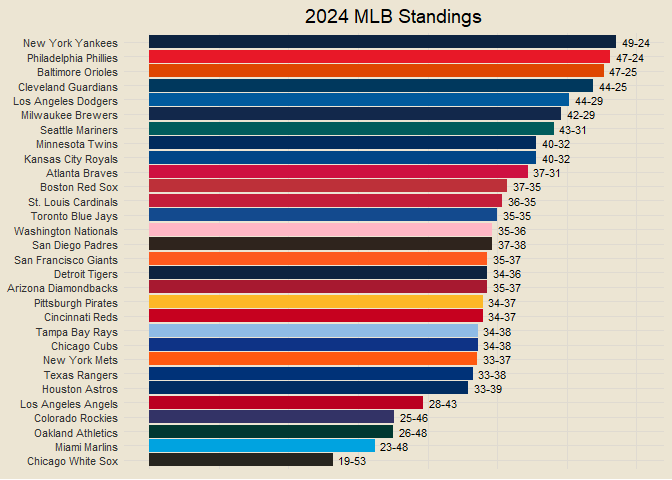 2024 MLB Standings
New York Yankees 49-24
Philadelphia Phillies 47-24
Baltimore Orioles 47-25
Cleveland Guardians 44-25
Los Angeles Dodgers 44-29
Milwaukee Brewers 42-29
Seattle Mariners 43-31
Minnesota Twins 40-32
Kansas City Royals 40-32
Atlanta Braves 37-31
Boston Red Sox 37-35
St. Louis Cardinals 36-35
Toronto Blue Jays 35-35
Washington Nationals 35-36
San Diego Padres 37-38
San Francisco Giants 35-37
Detroit Tigers 34-36
Arizona Diamondbacks 35-37
Pittsburgh Pirates 34-37
Cincinnati Reds 34-37
Tampa Bay Rays 34-38
Chicago Cubs 34-38
New York Mets 33-37
Texas Rangers 33-38
Houston Astros 33-39
Los Angeles Angels 28-43
Colorado Rockies 25-46
Oakland Athletics 26-48
Miami Marlins 23-48
Chicago White Sox 19-53